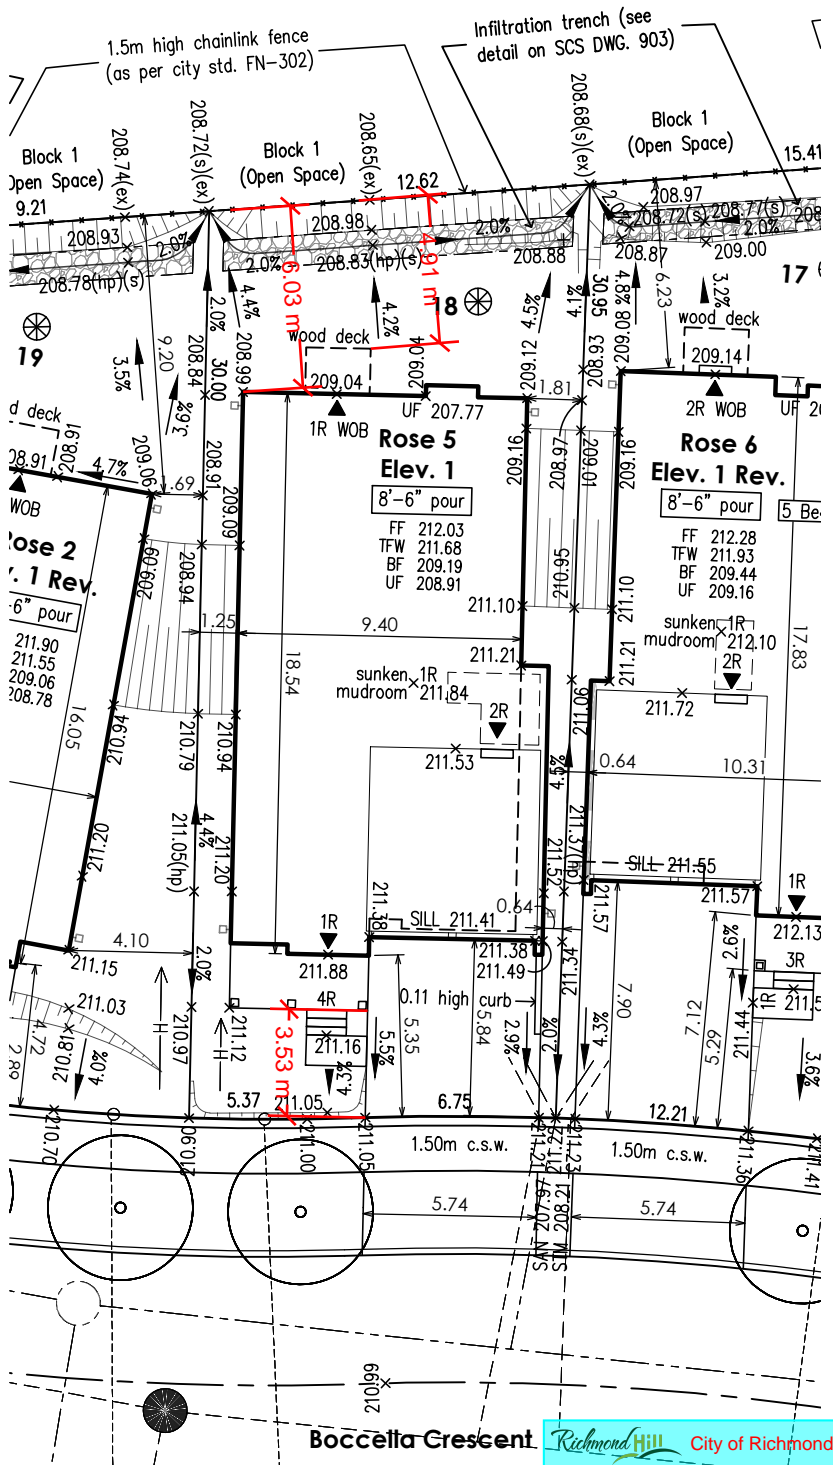 1.5m high chainlink fence
(as per city std. FN-302)
Infiltration trench (see
detail on SCS DWG. 903)
208.74(ex)
208.72(s)(ex)
208.65(ex)
208.68(s)(ex)
Block 1
(Open Space)
Block 1
(Open Space)
Block 1
(Open Space)
9.21
12.62
15.41
208.93
2.0%
208.98
2.0%
208.97
208.72(s)
208.77(s)
2.0%
208.78(hp)(s)
2.0%
208.83(hp)(s)
208.88
208.87
209.00
6.03 m
4.91 m
19
18
17
3.5%
9.20
3.6%
2.0%
208.84
30.00
4.4%
208.99
4.2%
4.5%
4.1%
30.95
4.8%
6.23
3.2%
wood deck
209.04
209.04
209.12
208.93
wood deck
209.14
1R WOB
UF 207.77
1.81
2R WOB
d deck
208.91
208.91
WOB
4.7%
209.06
208.91
209.09
209.16
208.97
209.01
209.16
Rose 5
Elev. 1
8'-6" pour
FF 212.03
TFW 211.68
BF 209.19
UF 208.91
Rose 6
Elev. 1 Rev.
8'-6" pour
FF 212.28
TFW 211.93
BF 209.44
UF 209.16
Rose 2
v. 1 Rev.
-6" pour
211.90
211.55
209.06
208.78
209.09
208.94
210.95
211.10
211.10
1.25
9.40
211.21
211.21
sunken
mudroom
1R
211.84
2R
sunken
mudroom
1R
212.10
2R
18.54
17.83
16.05
210.94
210.79
210.94
211.53
211.06
211.72
4.5%
0.64
10.31
211.05(hp)
4.4%
211.20
211.20
211.52
211.37(hp)
SILL 211.55
211.57
211.38
SILL 211.41
0.64
211.57
1R
212.13
1R
211.88
211.38
211.49
211.34
2.6%
3R
4.10
2.0%
211.15
4R
0.11 high curb
211.03
210.81
4.0%
4.72
2.89
H
210.97
H
211.12
3.53 m
211.16
4.3%
5.5%
5.35
5.84
2.9%
2.0%
4.3%
7.90
7.12
5.29
211.44
1R
3.6%
5.37
211.05
6.75
12.21
210.70
210.90
211.00
211.05
211.21
211.22
211.23
211.36
211.41
1.50m c.s.w.
1.50m c.s.w.
5.74
5.74
SAN 207.97
STM 208.21
210.69
Boccella Crescent
Richmond Hill
City of Richmond